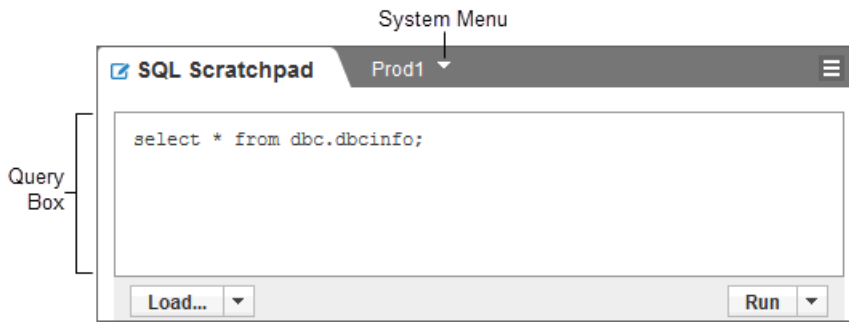 System Menu
SQL Scratchpad Prod1
select * from dbc.dbcinfo;
Query
Box
Load... Run